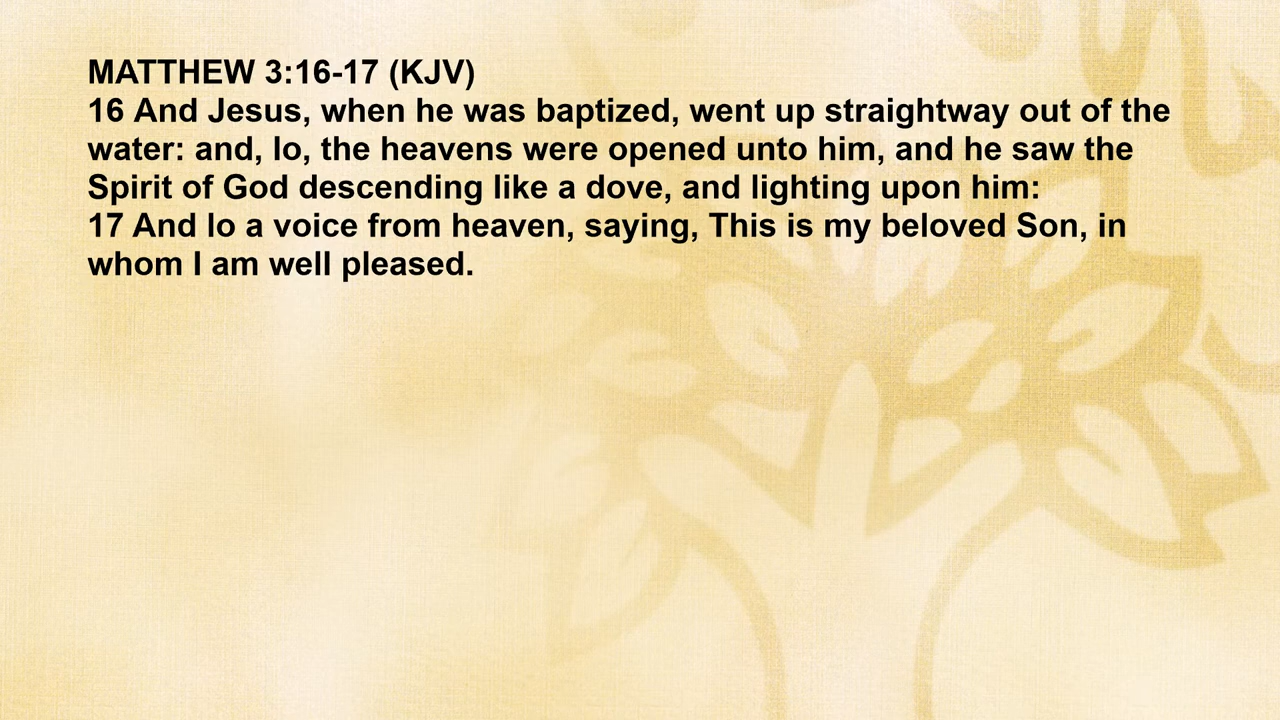 MATTHEW 3:16-17 (KJV)
16 And Jesus, when he was baptized, went up straightway out of the
water: and, lo, the heavens were opened unto him, and he saw the
Spirit of God descending like a dove, and lighting upon him:
17 And lo a voice from heaven, saying, This is my beloved Son, in
whom I am well pleased.